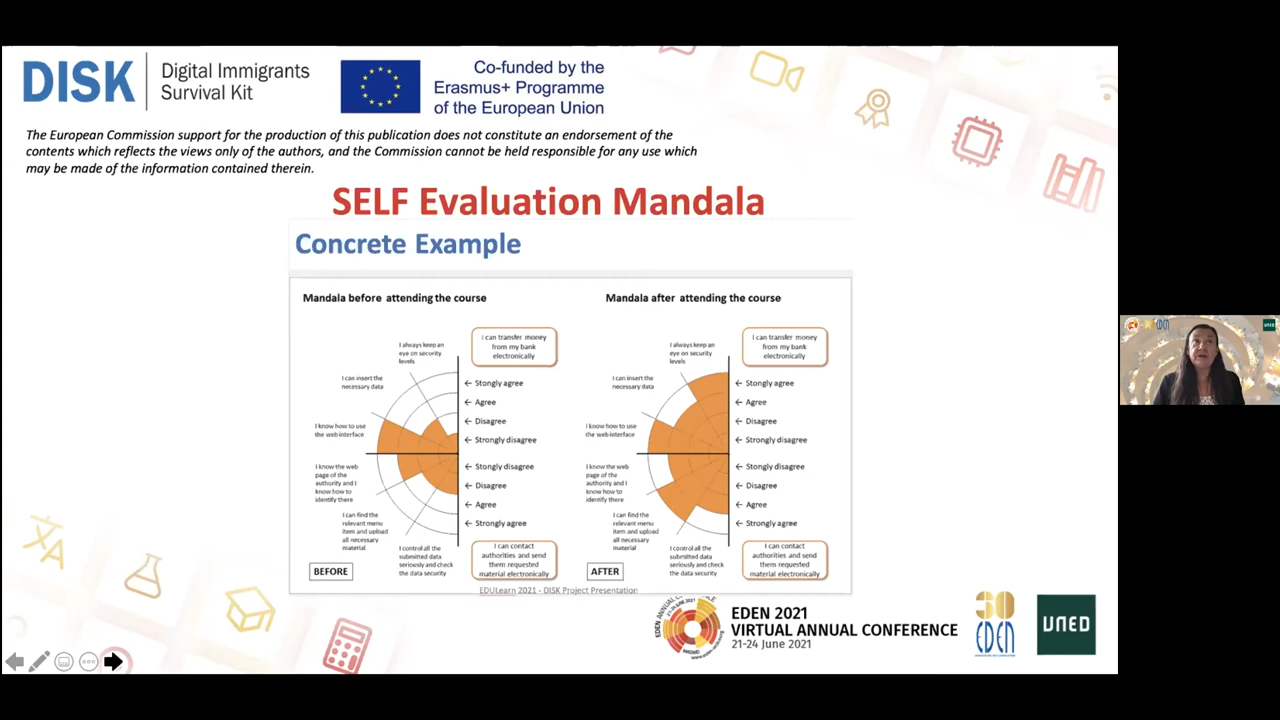 DISK
Digital Immigrants
Survival Kit
Co-funded by the
Erasmus+ Programme
of the European Union
The European Commission support for the production of this publication does not constitute an endorsement of the
contents which reflects the views only of the authors, and the Commission cannot be held responsible for any use which
may be made of the information contained therein.
SELF Evaluation Mandala
Concrete Example
Mandala before attending the course
I can transfer money
from my bank
electronically
I always keep an
eye on security
levels
I can insert the
necessary data
I know how to use
the web interface
I know the web
page of the
authority and I
know how to
identify there
I can find the
relevant menu
item and upload
all necessary
material
I control all the
submitted data
seriously and check
the data security
← Stongly agree
← Agree
← Disagree
← Strongly disagree
← Stongly disagree
← Disagree
← Agree
← Strongly agree
I can contact
authorities and send
them requested
material electronically
BEFORE
Mandala after attending the course
I can transfer money
from my bank
electronically
I always keep an
eye on security
levels
I can insert the
necessary data
I know how to use
the web interface
I know the web
page of the
authority and I
know how to
identify there
I can find the
relevant menu
item and upload
all necessary
material
I control all the
submitted data
seriously and check
the data security
← Stongly agree
← Agree
← Disagree
← Strongly disagree
← Stongly disagree
← Disagree
← Agree
← Strongly agree
I can contact
authorities and send
them requested
material electronically
AFTER
EDULearn 2021 - DISK Project Presentation
EDEN 2021
VIRTUAL ANNUAL CONFERENCE
21-24 June 2021
30
EDEN
UNED
EDEN
UNED